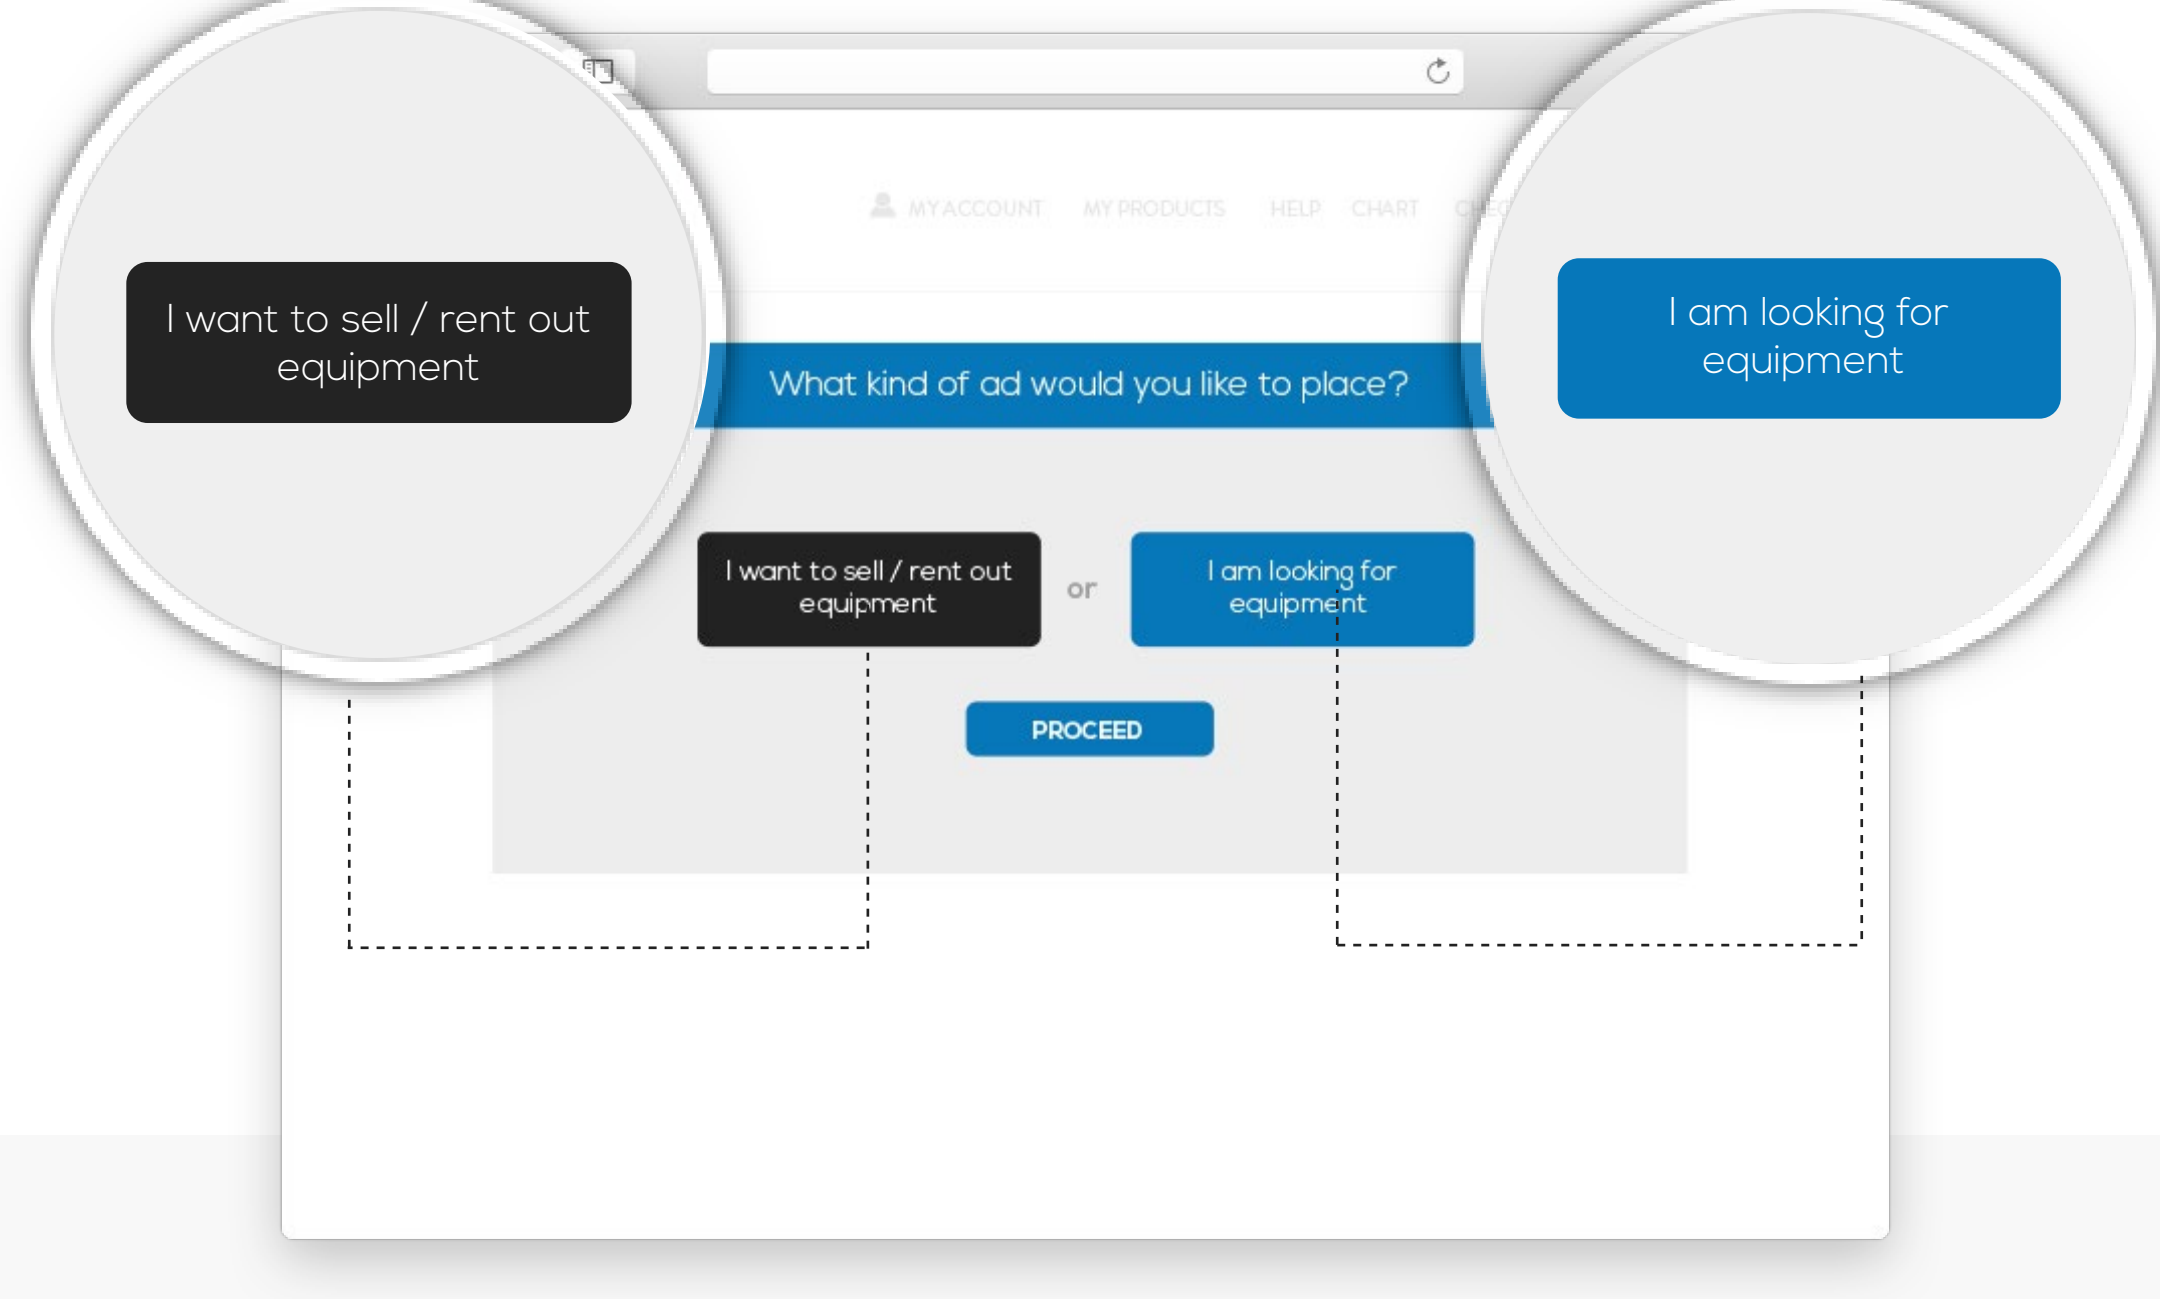 MY ACCOUNT MY PRODUCTS HELP CHART
I want to sell / rent out
equipment
I am looking for
equipment
What kind of ad would you like to place?
I want to sell / rent out
equipment
or
I am looking for
equipment
PROCEED